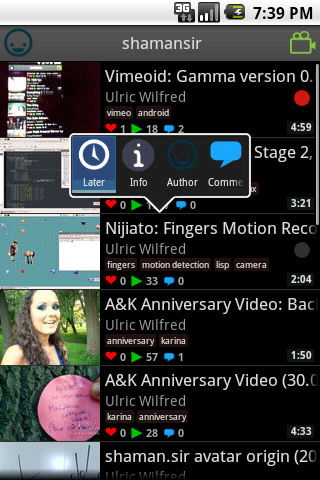 3G
7:39 PM
shamansir
Vimeoid: Gamma version 0.
Ulric Wilfred
vimeo android
1 18 2
4:59
Later Info Author Comme
Stage 2,
3:21
Nijiato: Fingers Motion Reco
Ulric Wilfred
fingers motion detection lisp camera
0 33 0
2:04
A&K Anniversary Video: Bac
Ulric Wilfred
anniversary karina
0 57 1
1:50
A&K Anniversary Video (30.0
Ulric Wilfred
karina anniversary
0 28 0
4:33
shaman.sir avatar origin (20
Ulric Wilfred